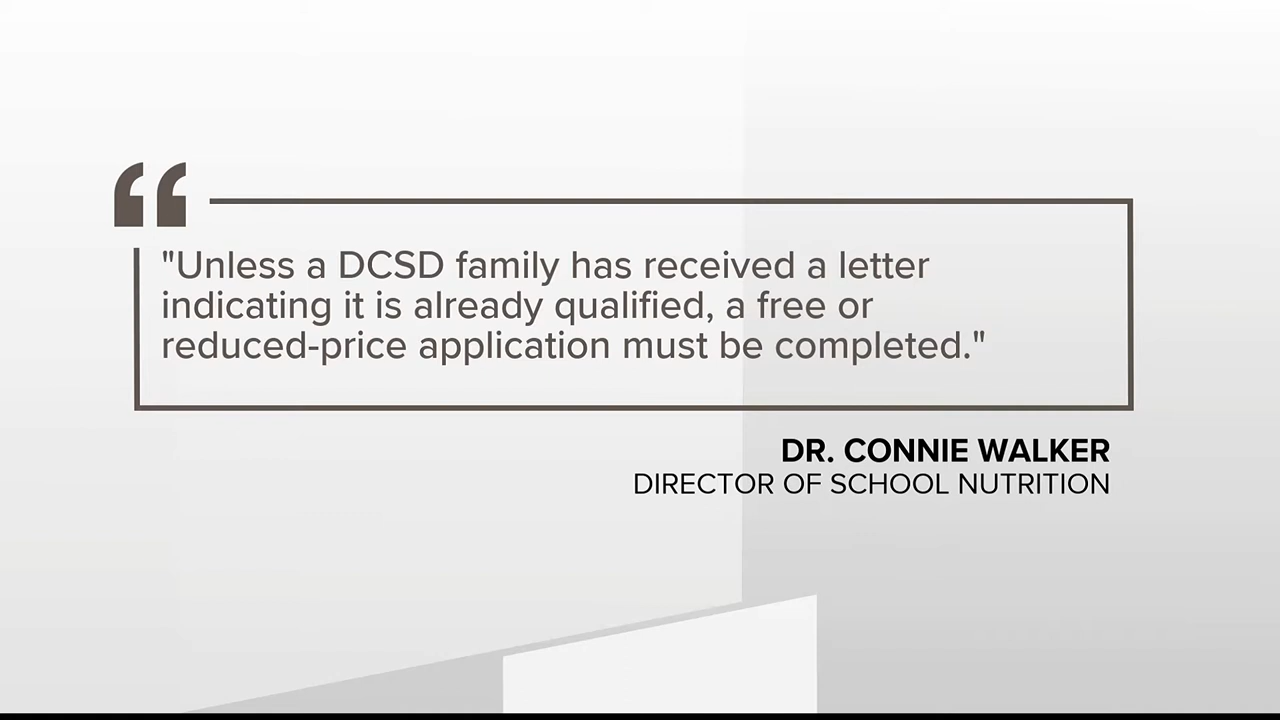 "Unless a DCSD family has received a letter
indicating it is already qualified, a free or
reduced-price application must be completed."
DR. CONNIE WALKER
DIRECTOR OF SCHOOL NUTRITION